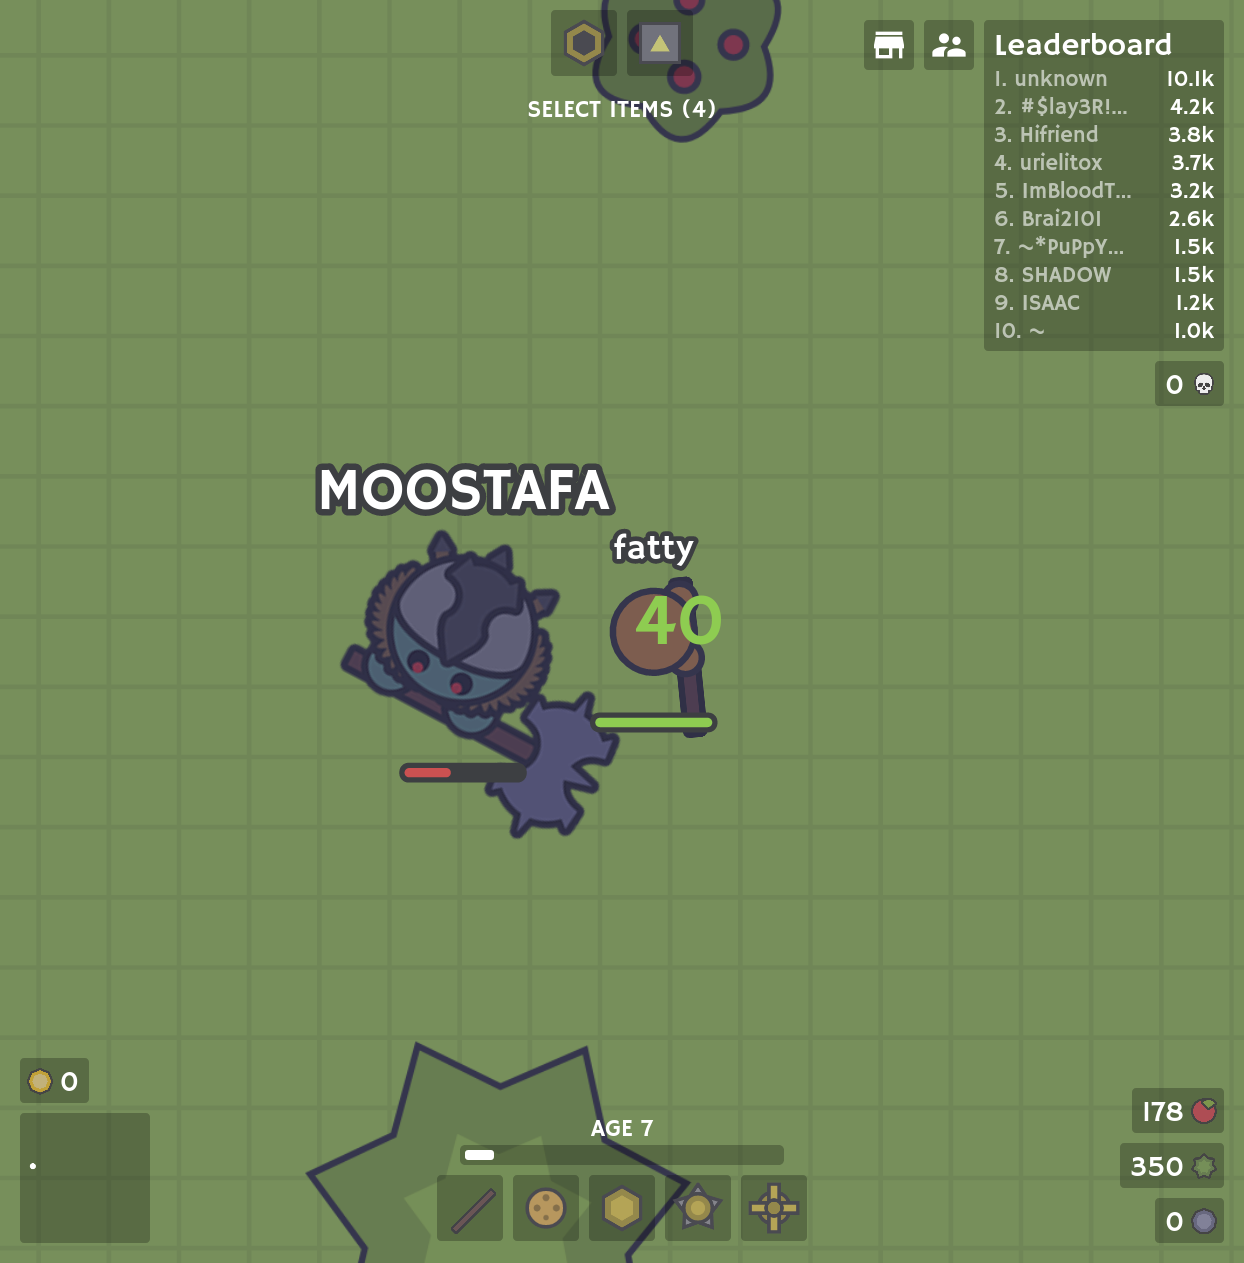 SELECT ITEMS (4)
Leaderboard
1. unknown 10.1k
2. #$lay3R!... 4.2k
3. Hifriend 3.8k
4. urielitox 3.7k
5. ImBloodT... 3.2k
6. Brai2101 2.6k
7. ~*PuPpY... 1.5k
8. SHADOW 1.5k
9. ISAAC 1.2k
10. ~ 1.0k
0
MOOSTAFA
fatty
40
0
AGE 7
178
350
0